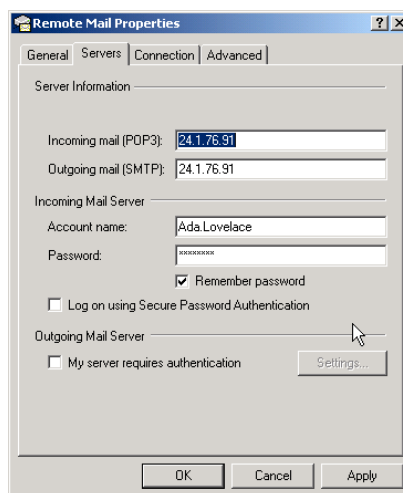 Remote Mail Properties
General Servers Connection Advanced
Server Information
Incoming mail (POP3): 24.1.76.91
Outgoing mail (SMTP): 24.1.76.91
Incoming Mail Server
Account name: Ada.Lovelace
Password: ********
Remember password
Log on using Secure Password Authentication
Outgoing Mail Server
My server requires authentication Settings...
OK Cancel Apply